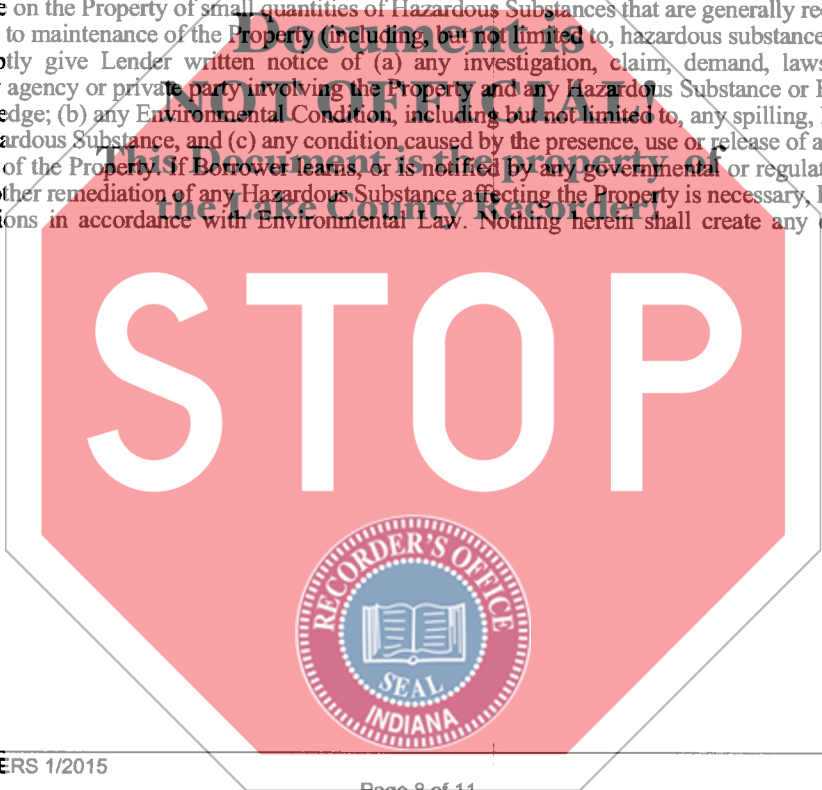 e on the Property of small quantities of Hazardous Substances that are generally rec
to maintenance of the Property (including, but not limited to, hazardous substance
Document is
tly give Lender written notice of (a) any investigation, claim, demand, laws
agency or private party involving the Property and any Hazardous Substance or
NOT OFFICIAL!
edge; (b) any Environmental Condition, including but not limited to, any spilling,
ardous Substance, and (c) any condition caused by the presence, use or release of a
This Document is the property of
of the Property. If Borrower learns, or is notified by any governmental or regulat
ther remediation of any Hazardous Substance affecting the Property is necessary,
the Lake County Recorder!
ions in accordance with Environmental Law. Nothing herein shall create any
STOP
RECORDER'S OFFICE
SEAL
INDIANA
ERS 1/2015
Page 8 of 11